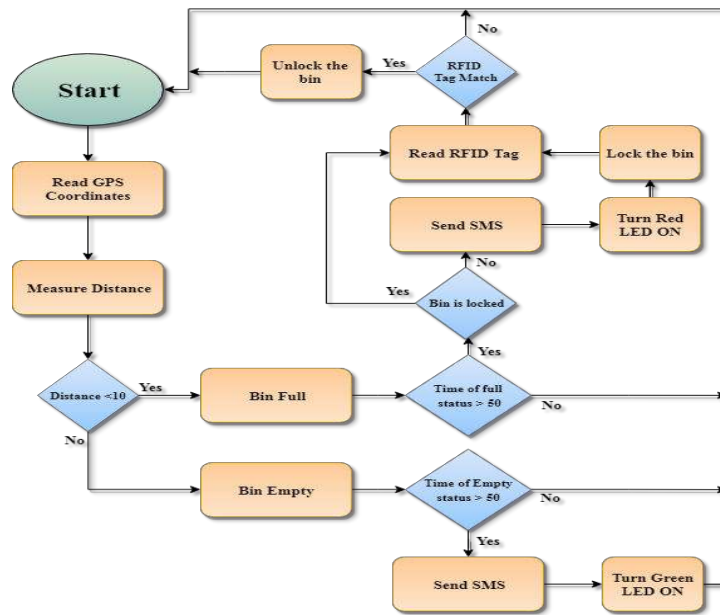 No
RFID
Tag Match
Yes
Unlock the
bin
Start
Read RFID Tag
Lock the bin
Read GPS
Coordinates
Send SMS
Turn Red
LED ON
No
Yes
Bin is locked
Measure Distance
Yes
Distance <10
Yes
Bin Full
Time of full
status > 50
No
No
Bin Empty
Time of Empty
status > 50
No
Yes
Send SMS
Turn Green
LED ON